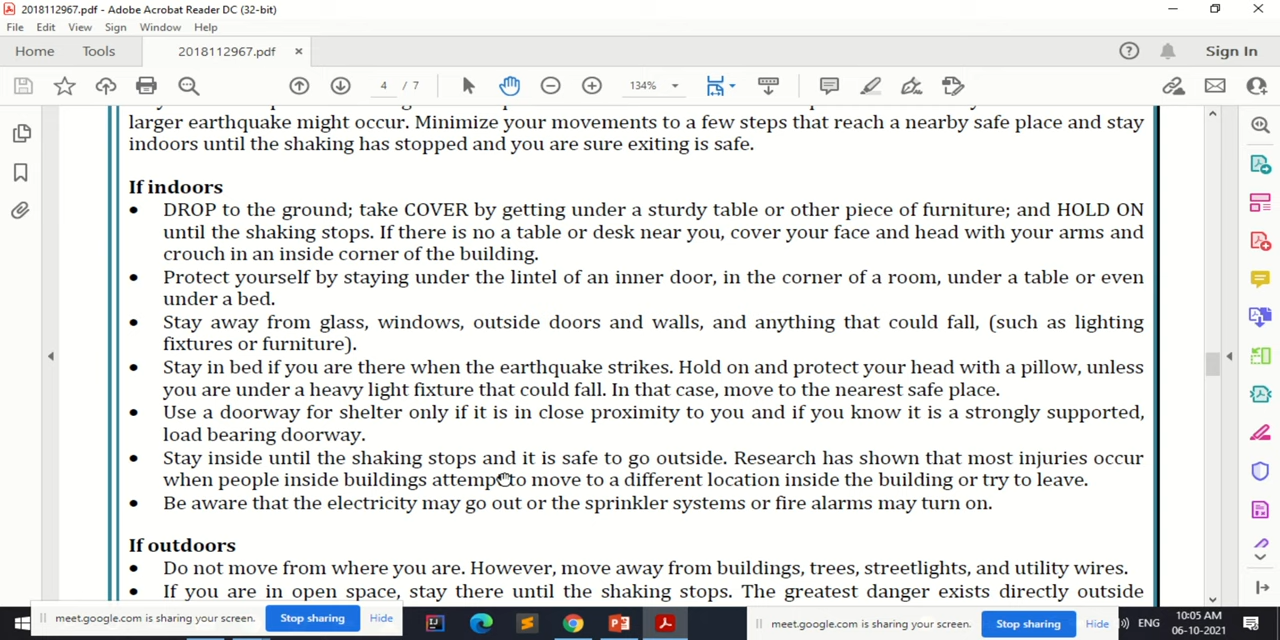 2018112967.pdf - Adobe Acrobat Reader DC (32-bit)
File Edit View Sign Window Help
Home Tools 2018112967.pdf × Sign In
4 / 7 134%
larger earthquake might occur. Minimize your movements to a few steps that reach a nearby safe place and stay
indoors until the shaking has stopped and you are sure exiting is safe.
If indoors
• DROP to the ground; take COVER by getting under a sturdy table or other piece of furniture; and HOLD ON
until the shaking stops. If there is no a table or desk near you, cover your face and head with your arms and
crouch in an inside corner of the building.
• Protect yourself by staying under the lintel of an inner door, in the corner of a room, under a table or even
under a bed.
• Stay away from glass, windows, outside doors and walls, and anything that could fall, (such as lighting
fixtures or furniture).
• Stay in bed if you are there when the earthquake strikes. Hold on and protect your head with a pillow, unless
you are under a heavy light fixture that could fall. In that case, move to the nearest safe place.
• Use a doorway for shelter only if it is in close proximity to you and if you know it is a strongly supported,
load bearing doorway.
• Stay inside until the shaking stops and it is safe to go outside. Research has shown that most injuries occur
when people inside buildings attempt to move to a different location inside the building or try to leave.
• Be aware that the electricity may go out or the sprinkler systems or fire alarms may turn on.
If outdoors
• Do not move from where you are. However, move away from buildings, trees, streetlights, and utility wires.
• If you are in open space, stay there until the shaking stops. The greatest danger exists directly outside
meet.google.com is sharing your screen. Stop sharing Hide
meet.google.com is sharing your screen. Stop sharing Hide
ENG
10:05 AM
06-10-2021